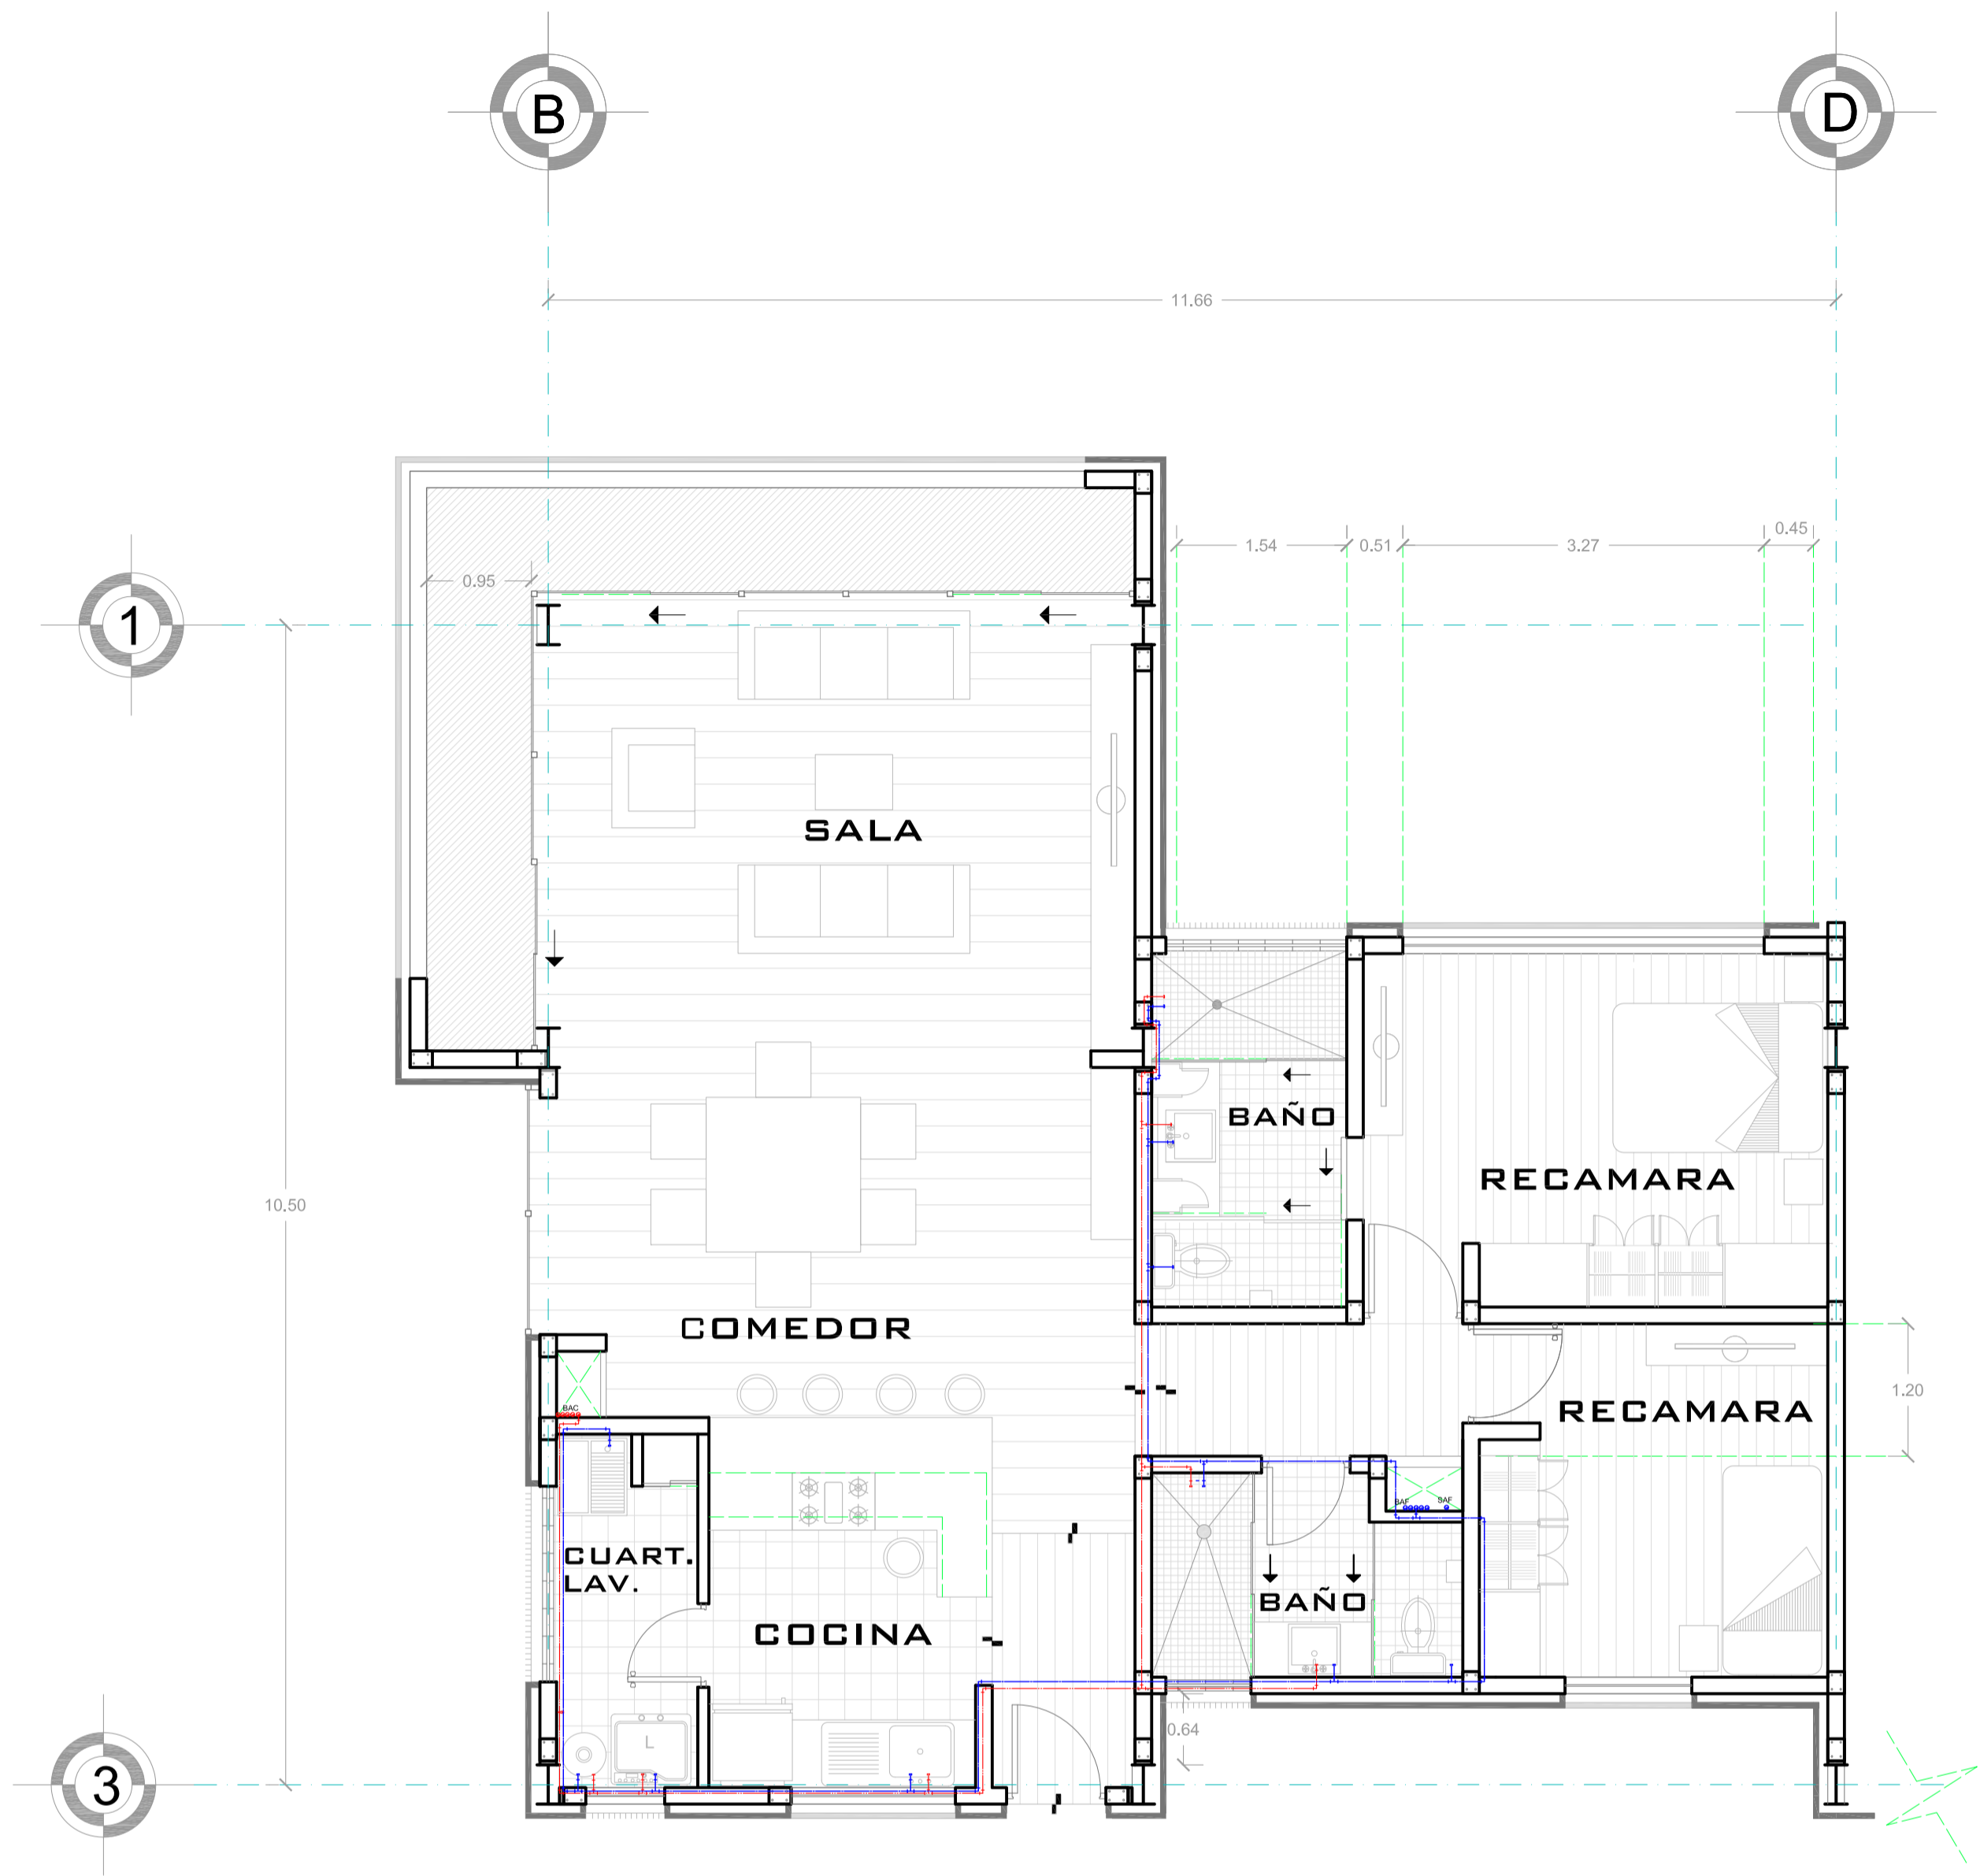 B
D
11.66
0.45
1.54
0.51
3.27
0.95
1
SALA
BAÑO
RECAMARA
10.50
COMEDOR
1.20
RECAMARA
BAC
BAF
SAF
CUART.
LAV.
BAÑO
COCINA
0.64
L
3